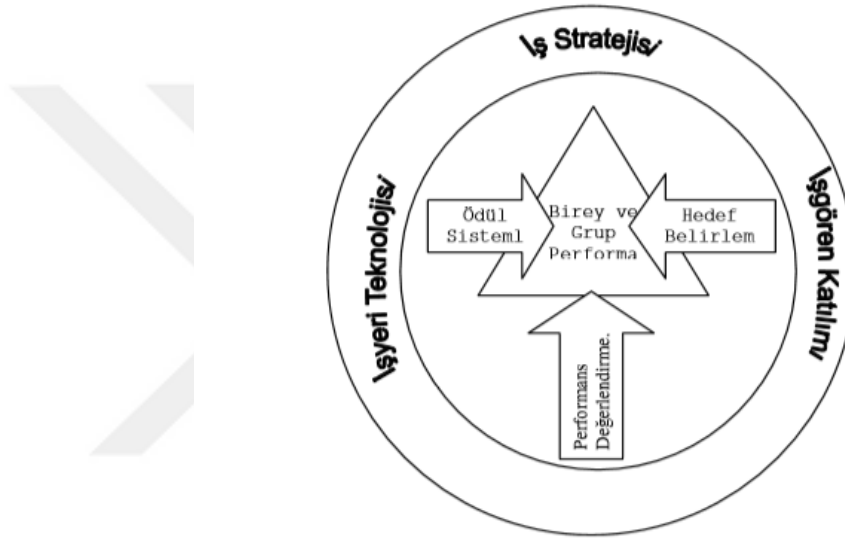 İş Stratejisi
İşyeri Teknolojisi
İşgören Katılımı
Ödül
Sisteml
Birey ve
Grup
Performa
Hedef
Belirlem
Performans
Değerlendirme.